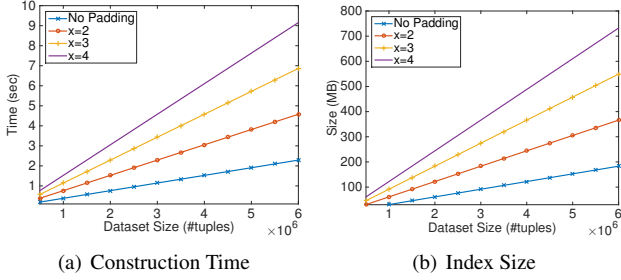 No Padding
x=2
x=3
x=4
10
9
8
7
6
5
4
3
2
1
Time (sec)
1 2 3 4 5 6
Dataset Size (#tuples) ×10^6
(a) Construction Time
No Padding
x=2
x=3
x=4
800
700
600
500
400
300
200
100
Size (MB)
1 2 3 4 5 6
Dataset Size (#tuples) ×10^6
(b) Index Size